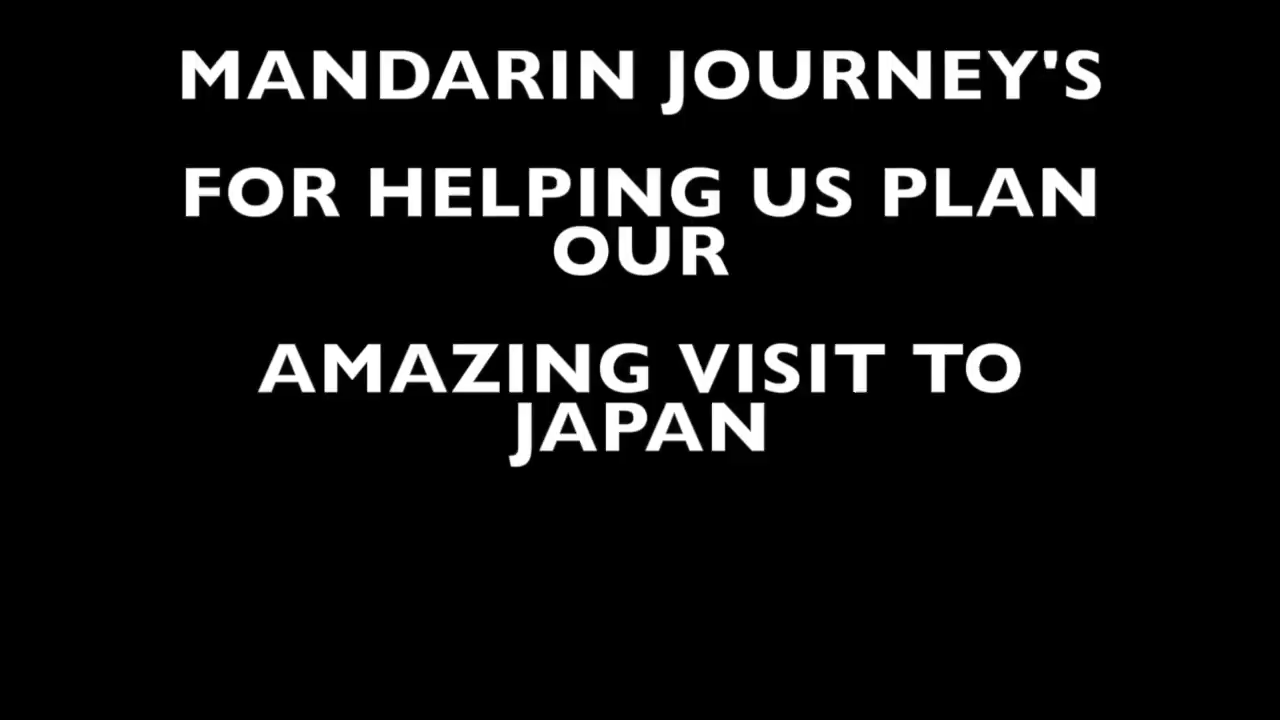 MANDARIN JOURNEY'S
FOR HELPING US PLAN
OUR
AMAZING VISIT TO
JAPAN